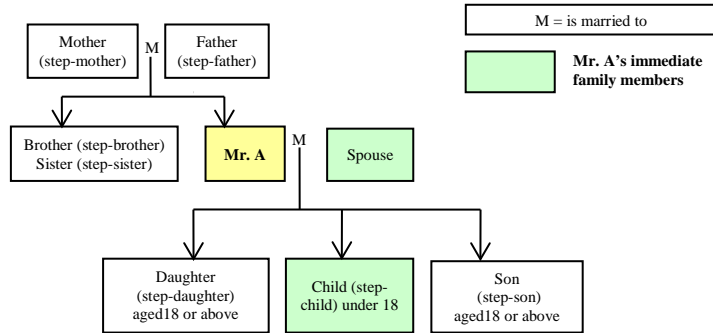 M = is married to
Mother
(step-mother)
M
Father
(step-father)
Mr. A's immediate
family members
Brother (step-brother)
Sister (step-sister)
Mr. A
M
Spouse
Daughter
(step-daughter)
aged18 or above
Child (step-
child) under 18
Son
(step-son)
aged18 or above